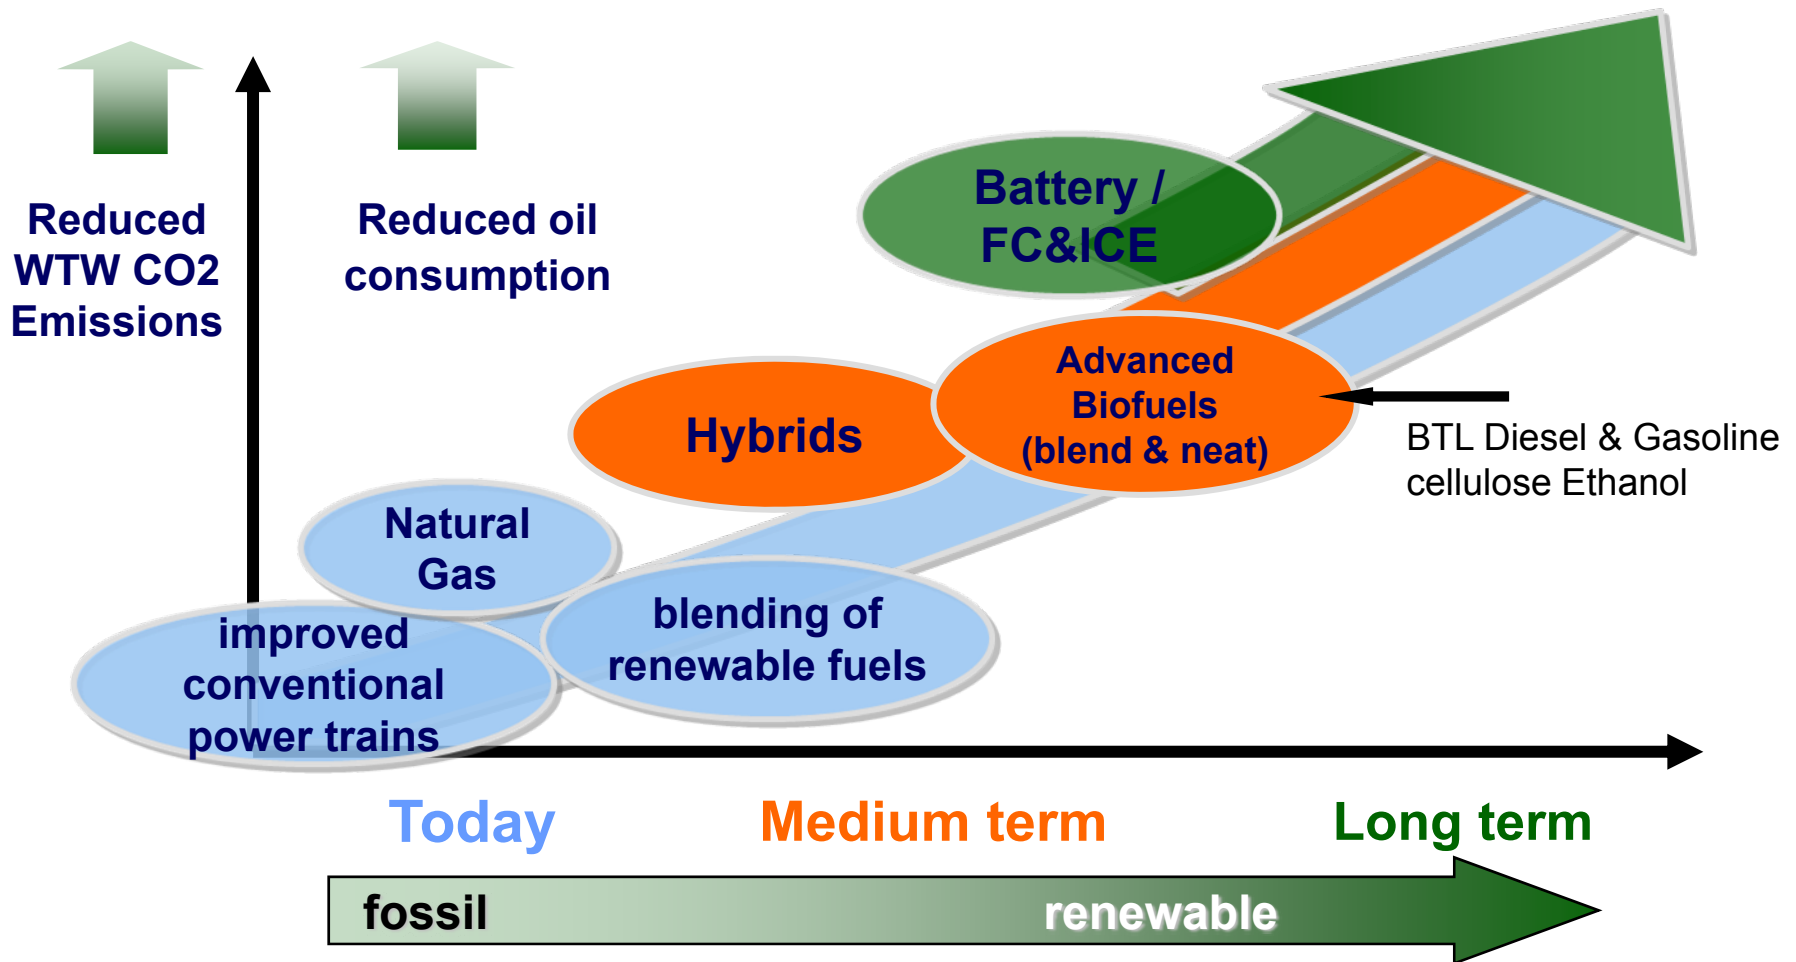 Reduced
WTW CO2
Emissions
Reduced oil
consumption
Battery /
FC&ICE
Advanced
Biofuels
(blend & neat)
Hybrids
BTL Diesel & Gasoline
cellulose Ethanol
Natural
Gas
blending of
renewable fuels
improved
conventional
power trains
Today
Medium term
Long term
fossil
renewable